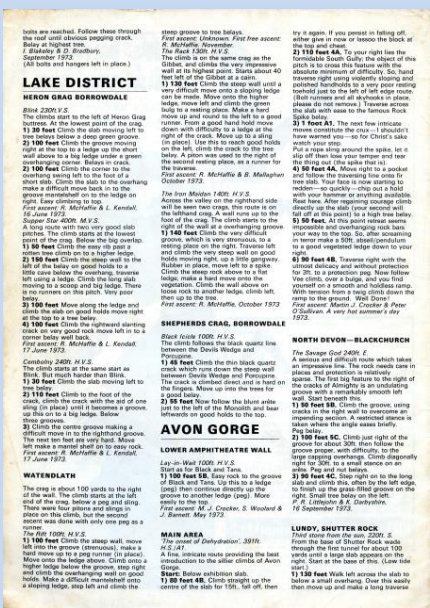 bolts are reached. Follow these through
the roof until obvious pegging crack.
Belay at highest tree.
J. Blakeley & D. Bradbury,
September 1973.
(All bolts and hangers left in place.)
LAKE DISTRICT
HERON GRAG BORROWDALE
Blink 230ft V.S.
The climbs start to the left of Heron Grag
buttress. At the lowest point of the crag.
1) 30 feet Climb the slab moving left to
tree belays below a deep green groove.
2) 100 feet Climb the groove moving
right at the top to a ledge up the short
wall above to a big ledge under a green
overhanging corner. Belays in crack.
2) 100 feet Climb the corner to the
overhang swing left to the foot of a
short slab. Climb the slab to the overhang
make a difficult move back in to the
groove mantelshelf on to the ledge on
right. Easier to tree belay.
First ascent: R. McHaffie & L. Kendall.
16 June 1973.
Supper Star 400ft. M.V.S.
A long route with two very good slab
pitches. The climb starts at the lowest
point of the crag. Below the big overlap.
1) 50 feet Climb the easy rib past a
rotten tree climb on to a higher ledge.
2) 150 feet Climb the steep wall to the
left of the belay on good holds to a
little cave below the overhang, traverse
left using a ledge. Climb the long slab
moving to a scoop and big ledge. There
is no runners on this pitch. Very poor
belay.
3) 100 feet Move along the ledge and
climb the slab on good holds move right
at the top to a tree belay.
4) 100 feet Climb the rightward slanting
crack on very good rock move left in to a
corner belay well back.
First ascent: R. McHaffie & L. Kendall.
17 June 1973.
H.V.S.
The climb starts at the same start as
Blink. But much harder than Blink.
1) 30 feet Climb the slab moving left to
tree belay.
2) 110 feet Climb to the foot of the
crack, climb the crack with the aid of one
sling (in place) until it becomes a groove,
up this on to a big ledge. Below
three grooves.
3) Climb the centre groove making a
difficult move in to the righthand groove.
The next ten feet are very hard. Move
left make a mantel shelf on to easy rock.
First ascent: R. McHaffie & L. Kendall.
17 June 1973.
WATENDLATH
The crag is about 100 yards to the right
of the wall. The climb starts at the left
end of the crag, below a peg and sling.
There were four pitons and slings in
place on this climb, but the second
ascent was done with only one peg as a
runner.
The Rift 100ft. H.V.S.
1) 100 feet Climb the steep wall, move
left into the groove (strenuous), make a
hard move up to a peg runner (in place).
Move onto the ledge above. Climb onto a
higher ledge below the groove, step right
and climb the overhanging wall on good
holds. Make a difficult mantelshelf onto
a sloping ledge, step left and climb the
steep groove to tree belays.
First ascent: Unknown. First free ascent:
R. McHaffie. November.
The Rack 130ft. H.V.S.
The climb is on the same crag as the
Gibbet, and climbs the very impressive
wall at its highest point. Starts about 40
feet left of the Gibbet at a cairn.
1) 130 feet Climb the steep wall until a
very difficult move onto a sloping ledge
can be made. Move onto the higher
ledge, move left and climb the green
bulg to a resting place. Make a hard
move up and round to the left to a good
runner. From a good hand hold move
down with difficulty to a ledge at the
right of the crack. Move up to a sling
(in place). Use this to reach good holds
on the left, climb the crack to the tree
belay. A piton was used to the right of
the second resting place, as a runner for
the traverse.
First ascent: R. McHaffie & B. Mallaghan
October 1973.
The Iron Maiden 140ft. H.V.S.
Across the valley on the righthand side
will be seen two crags, the route is on
the lefthand crag. A wall runs up to the
foot of the crag. The climb starts to the
right of the wall at a overhanging groove
1) 140 feet Climb the very difficult
groove, which is very strenuous, to a
resting place on the right. Traverse left
and climb the very steep wall on good
holds moving right, up a little gangway.
Rubber in place, move left to a spike.
Climb the steep rock above to a flat
ledge, make a hard move onto the
vegetation. Climb the wall above on
loose rock to another ledge, climb left,
then up to the tree.
First ascent: R. McHaffie, October 1973
SHEPHERDS CRAG, BORROWDALE
Black Icicle 100ft. H.V.S.
The climb follows the black quartz line
between the Devils Wedge and
Porcupine.
1) 45 feet Climb the thin black quartz
crack which runs down the steep wall
between Devils Wedge and Porcupine.
The crack is climbed direct and is hard on
the fingers. Move up into the trees for
a good belay.
2) 55 feet Now follow the blunt arête
just to the left of the Monolith and bear
leftwards on good holds to the top.
AVON GORGE
LOWER AMPHITHEATRE WALL
Lay-in-Wait 100ft. H.V.S.
Start as for Black and Tans.
1) 100 feet Climb easy rock to the groove
of Black and Tans. Up this to a ledge
(peg) then continue directly up the
groove to another ledge (peg). More
easily to the top.
First ascent: M. J. Crocker, S. Woolard &
J. Barnett. May 1973.
MAIN AREA
The onset of Dehydration', 391ft.
H.S.:A1.
A fine, intricate route providing the best
introduction to the sillier climbs of Avon
Gorge.
Start: Below exhibition slab.
1) 80 feet 4B, Climb straight up the
centre of the slab for 15ft., fall off, then
try it again. If you persist in falling off,
either give in now or lassoo the block at
the top and cheat.
2) 110 feet 4A, To your right lies the
formidable South Gully; the object of this
pitch is to cross this feature with the
absolute minimum of difficulty. So, hand
traverse right using violently sloping and
polished handholds to a very poor resting
foothold just to the left of left edge route.
(Bolt runners and all skyhooks in place,
please do not remove.) Traverse across
the slab with ease to the famous Rock
Spike belay.
3) 1 foot A1, The next few intricate
moves constitute the crux—I shouldn't
have warned you—so for Christ's sake
watch your step.
Put a rope sling around the spike, let it
slip off then lose your temper and tear
the thing out (the spike that is).
4) 50 feet 4A, Move right to a pedon
and follow the traversing line onto fir
tree slab. Your face is now distinctly
redden—so quickly—chip out a hold
with your hammer or anything available.
Rest here. After regaining courage climb
directly up the slab (your second will
fall off at this point) to a high tree belay.
5) 50 feet, At this point retreat seems
impossible and overhanging rock bars
your way to the top. So, after screaming
in terror make a 50ft. abseil/pendulum
to a good vegetated ledge down to your
right.
6) 90 feet 4B, Traverse right with the
utmost delicacy and without protection
for 3ft. to a protection peg. Now follow
tree climb, over a bulge, and you find
yourself on a smooth and holdless ramp.
With tension from a twig climb down the
ramp to the ground. Well Done!
First ascent: Martin J. Crocker & Peter
O'Sullivan. A very hot summer's day
1973.
NORTH DEVON—BLACKCHURCH
The Savage God 240ft. E.
A serious and difficult route which takes
an impressive line. The rock needs care in
places and protection is relatively
sparse. The first big feature to the right of
the cracks of Almighty is an undulating
groove with a remarkably smooth left
wall. Start beneath this.
1) 50 feet 5B, Climb the groove, using
cracks in the right wall to overcome an
impending section. A restricted stance is
taken where the angle eases briefly.
Peg belay.
2) 100 feet 5C, Climb just right of the
groove for about 30ft. then follow the
groove proper, with difficulty, to the
large capping overhangs. Climb diagonally
right for 30ft. to a small stance on an
arête. Peg and nut belays.
3) 90 feet 4C, Step right on to the long
slab and climb this, often by the left edge,
to finish up the grass-filled groove on the
right. Small tree belay on the left.
P. R. Littlejohn & K. Darbyshire.
16 September 1973.
LUNDY, SHUTTER ROCK
Third stone from the sun, 220ft. S.
From the base of Shutter Rock wade
through the first tunnel for about 100
yards until a large slab appears on the
right. Start at the base of this. (Low tide
start.)
1) 130 feet Walk left across the slab to
below a small overhang. Over this easily
then move up and make a long traverse